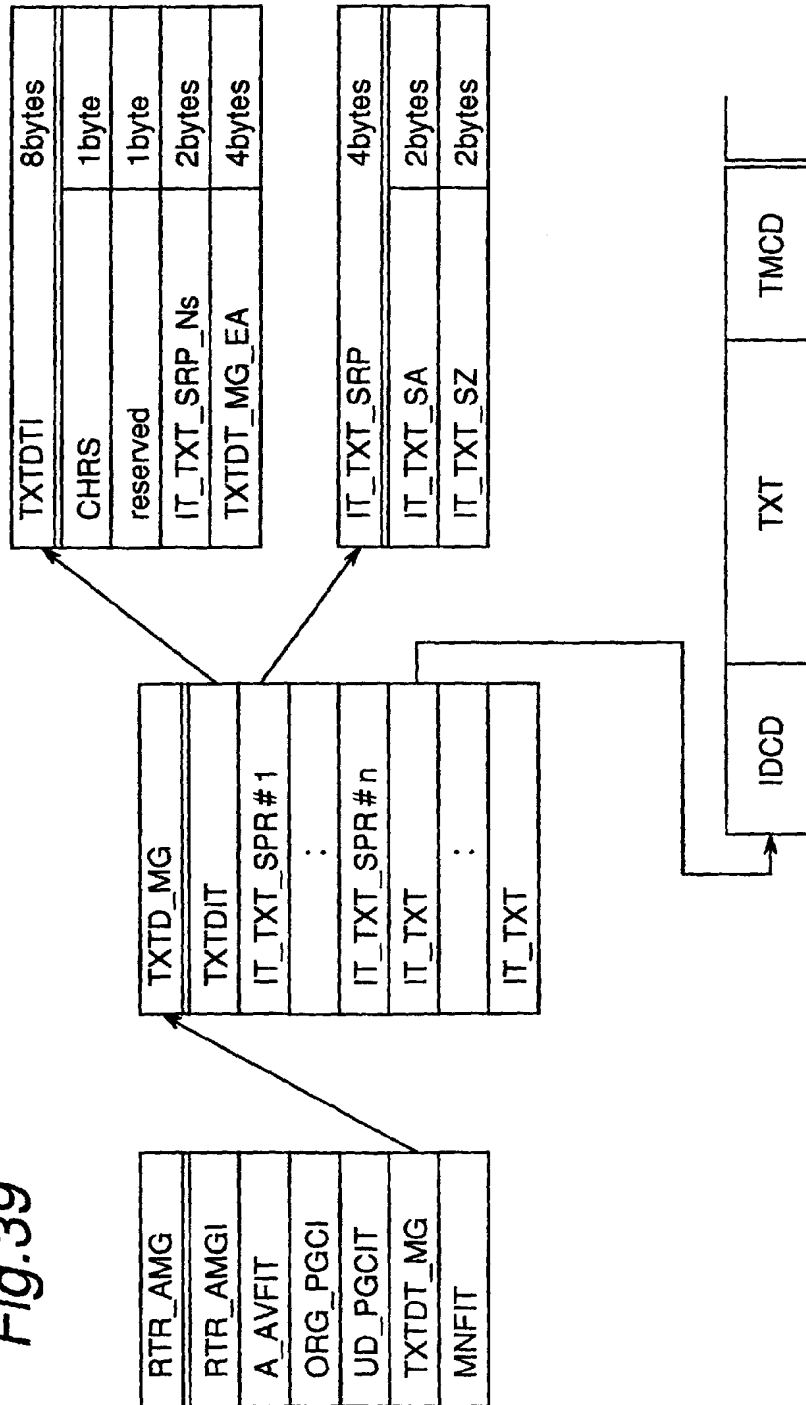 Fig.39
RTR_AMG
RTR_AMGI
A_AVFIT
ORG_PGCI
UD_PGCIT
TXTDT_MG
MNFIT
TXTD_MG
TXTDIT
IT_TXT_SPR#1
:
IT_TXT_SPR#n
IT_TXT
:
IT_TXT
TXTDTI 8bytes
CHRS 1byte
reserved 1byte
IT_TXT_SRP_Ns 2bytes
TXTDT_MG_EA 4bytes
IT_TXT_SRP 4bytes
IT_TXT_SA 2bytes
IT_TXT_SZ 2bytes
IDCD TXT TMCD